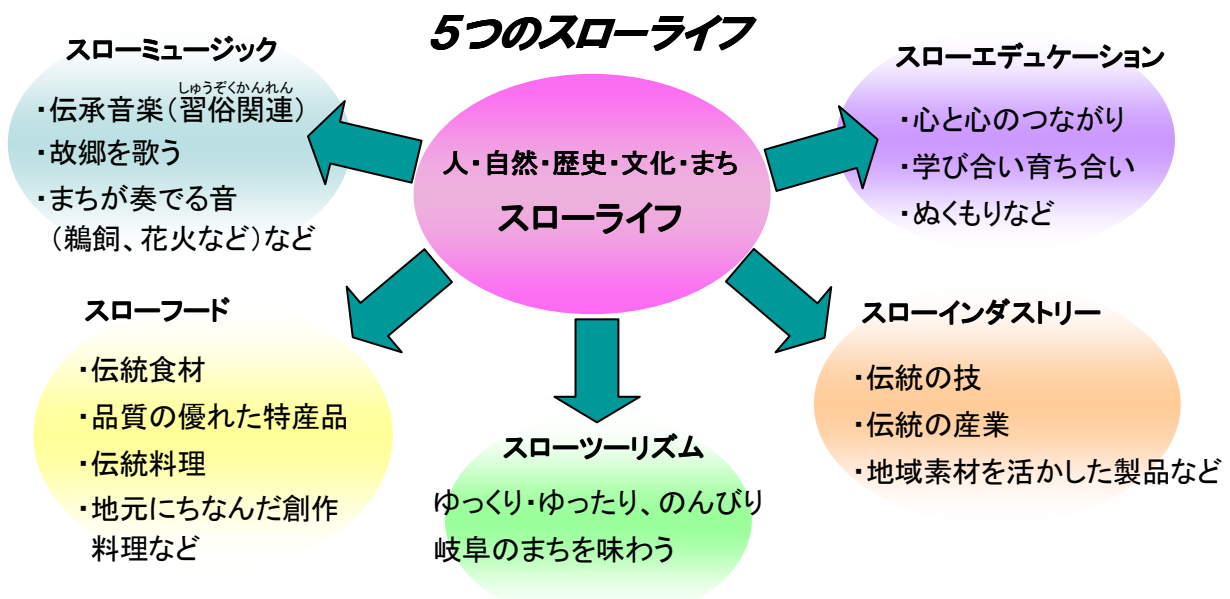 5つのスローライフ
人・自然・歴史・文化・まち
スローライフ
スローミュージック
しゅうぞくかんれん
・伝承音楽(習俗関連)
・故郷を歌う
・まちが奏でる音
(鵜飼、花火など)など
スローエデュケーション
・心と心のつながり
・学び合い育ち合い
・ぬくもりなど
スローフード
・伝統食材
・品質の優れた特産品
・伝統料理
・地元にちなんだ創作
料理など
スローツーリズム
ゆっくり・ゆったり、のんびり
岐阜のまちを味わう
スローインダストリー
・伝統の技
・伝統の産業
・地域素材を活かした製品など